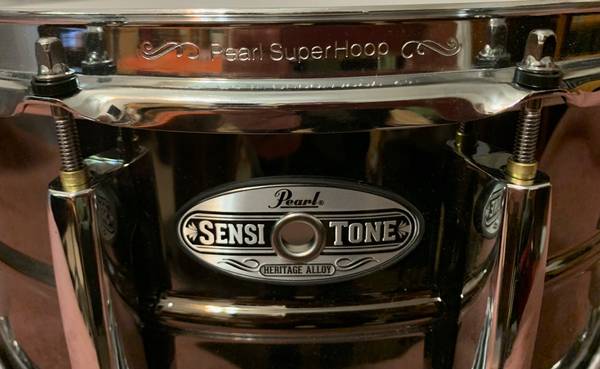 Pearl SuperHoop
Pearl®
SENSI TONE
HERITAGE ALLOY